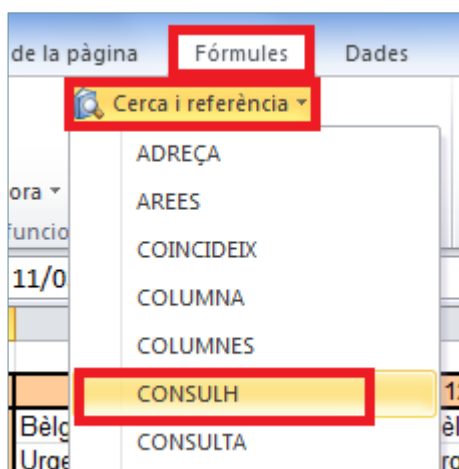 de la pàgina Fórmules Dades
Cerca i referència
ADREÇA
ora AREES
funcio
COINCIDEIX
11/0
COLUMNA
COLUMNES
CONSULH
Bèlg
CONSULTA
Urge